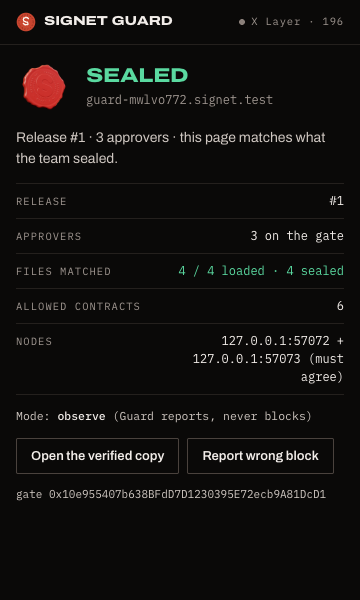 S SIGNET GUARD ● X Layer · 196
SEALED
guard-mwlvo772.signet.test
Release #1 · 3 approvers · this page matches what
the team sealed.
RELEASE #1
APPROVERS 3 on the gate
FILES MATCHED 4 / 4 loaded · 4 sealed
ALLOWED CONTRACTS 6
NODES 127.0.0.1:57072 +
127.0.0.1:57073 (must
agree)
Mode: observe (Guard reports, never blocks)
Open the verified copy Report wrong block
gate 0x10e955407b638BFdD7D1230395E72ecb9A81DcD1